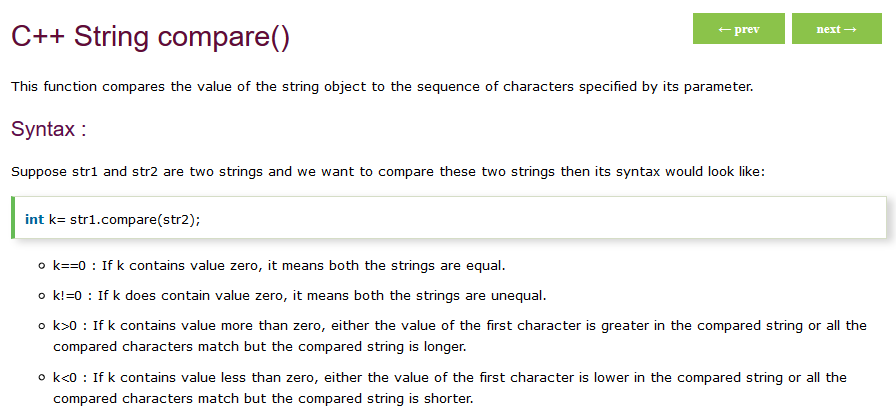 C++ String compare()
← prev
next →
This function compares the value of the string object to the sequence of characters specified by its parameter.
Syntax :
Suppose str1 and str2 are two strings and we want to compare these two strings then its syntax would look like:
int k= str1.compare(str2);
k==0 : If k contains value zero, it means both the strings are equal.
k!=0 : If k does contain value zero, it means both the strings are unequal.
k>0 : If k contains value more than zero, either the value of the first character is greater in the compared string or all the
compared characters match but the compared string is longer.
k<0 : If k contains value less than zero, either the value of the first character is lower in the compared string or all the
compared characters match but the compared string is shorter.